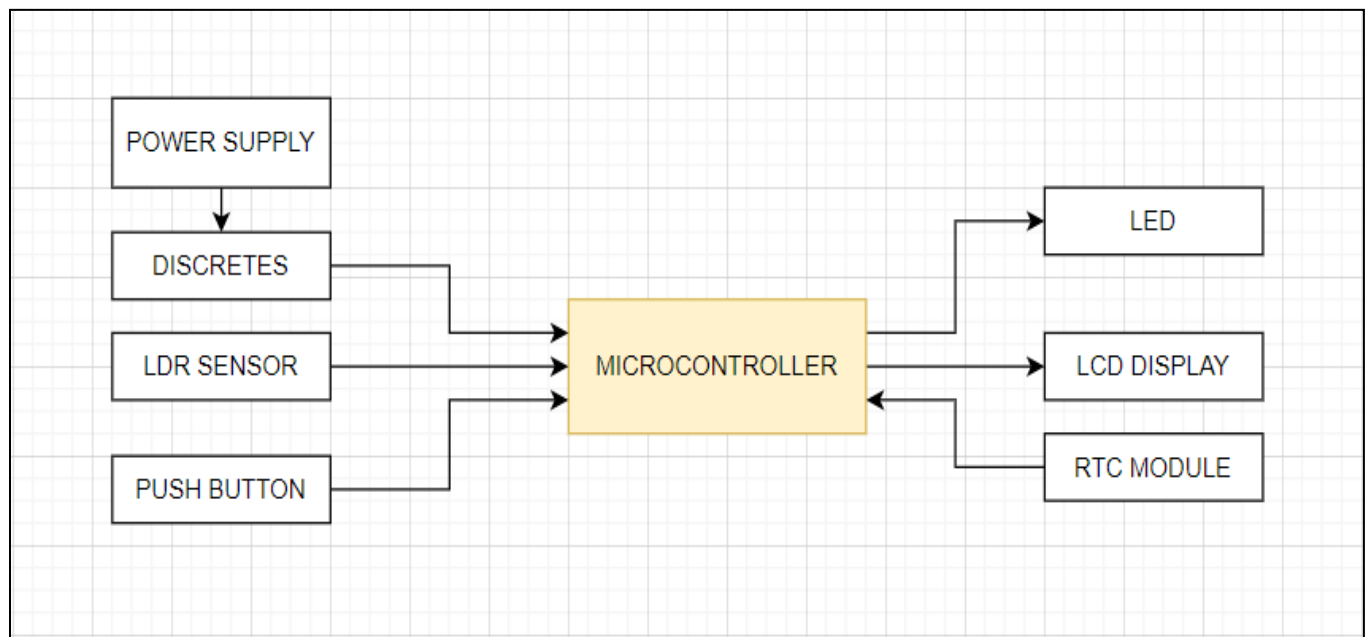 POWER SUPPLY
DISCRETES
LDR SENSOR
PUSH BUTTON
MICROCONTROLLER
LED
LCD DISPLAY
RTC MODULE